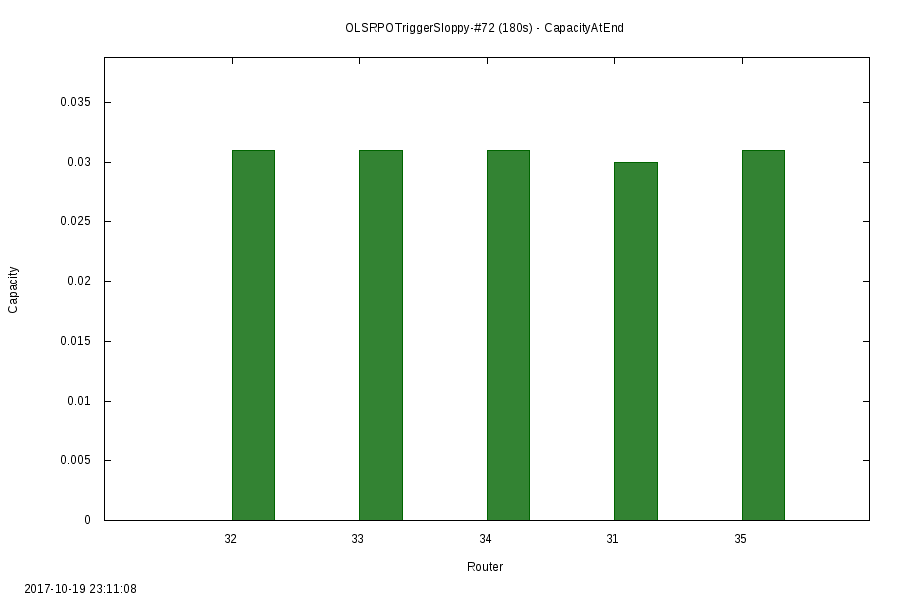 OLSRPOTriggerSloppy-#72 (180s) - CapacityAtEnd
0.035
0.03
0.025
0.02
0.015
0.01
0.005
0
Capacity
32 33 34 31 35
Router
2017-10-19 23:11:08